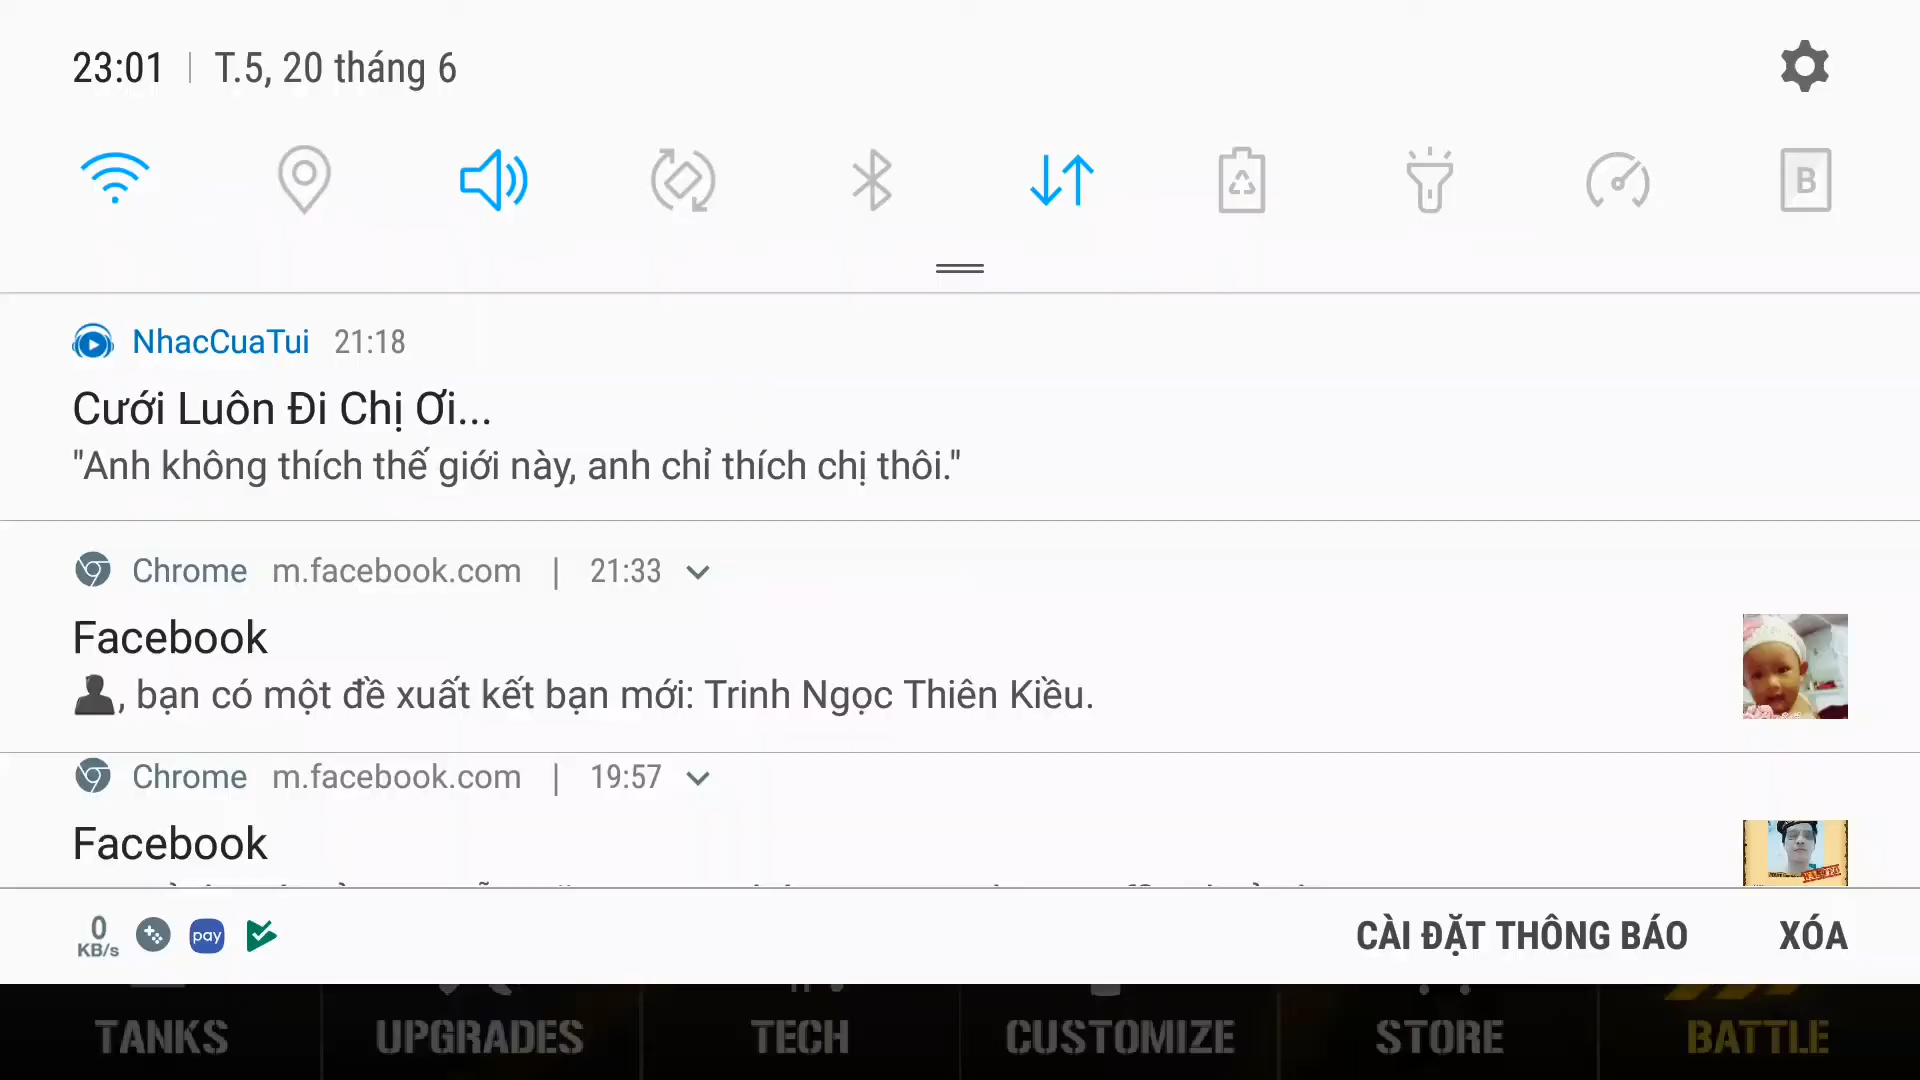 23:01 | T.5, 20 tháng 6
B
NhacCuaTui 21:18
Cưới Luôn Đi Chị Ơi...
"Anh không thích thế giới này, anh chỉ thích chị thôi."
Chrome m.facebook.com | 21:33
Facebook
, bạn có một đề xuất kết bạn mới: Trinh Ngọc Thiên Kiều.
Chrome m.facebook.com | 19:57
Facebook
0 KB/s pay CÀI ĐẶT THÔNG BÁO XÓA
TANKS UPGRADES TECH CUSTOMIZE STORE BATTLE